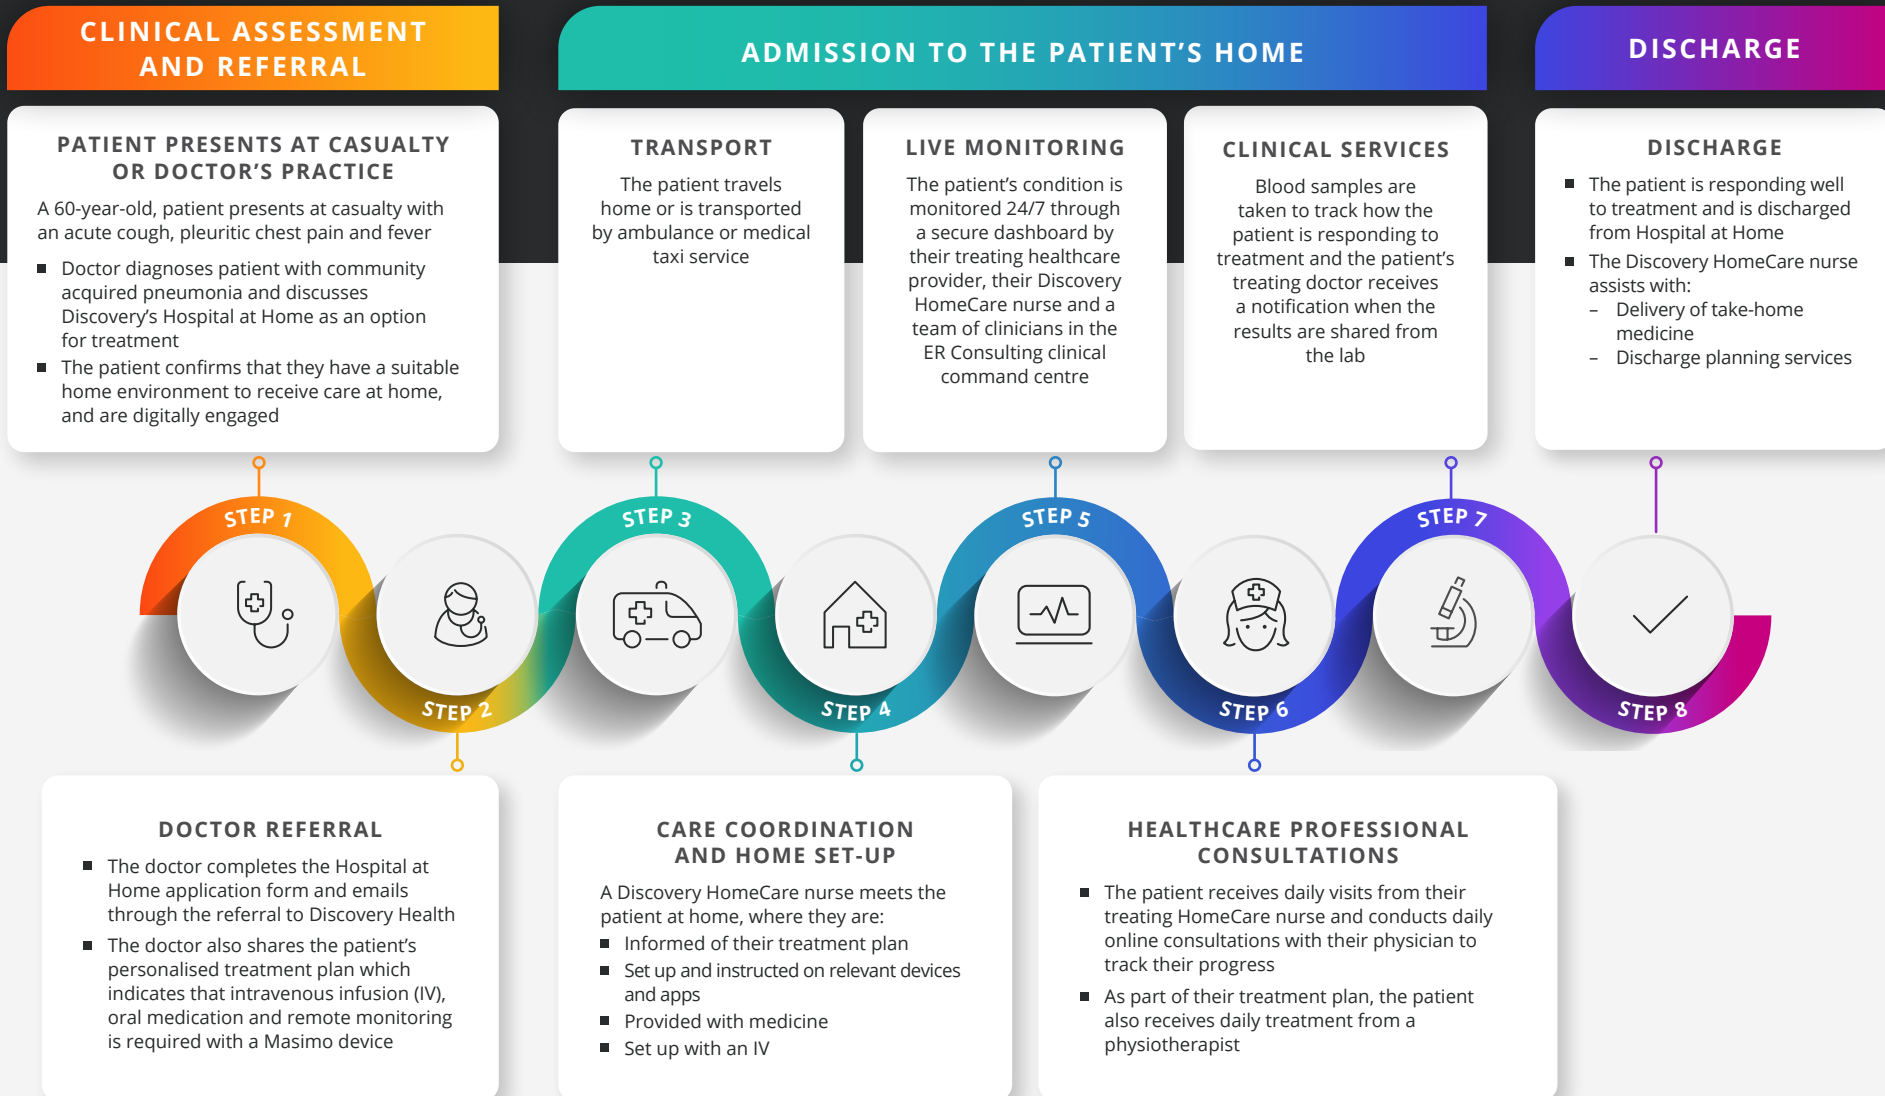 CLINICAL ASSESSMENT
AND REFERRAL
ADMISSION TO THE PATIENT’S HOME
DISCHARGE
PATIENT PRESENTS AT CASUALTY
OR DOCTOR’S PRACTICE
A 60-year-old, patient presents at casualty with
an acute cough, pleuritic chest pain and fever
Doctor diagnoses patient with community
acquired pneumonia and discusses
Discovery’s Hospital at Home as an option
for treatment
The patient confirms that they have a suitable
home environment to receive care at home,
and are digitally engaged
TRANSPORT
The patient travels
home or is transported
by ambulance or medical
taxi service
LIVE MONITORING
The patient’s condition is
monitored 24/7 through
a secure dashboard by
their treating healthcare
provider, their Discovery
HomeCare nurse and a
team of clinicians in the
ER Consulting clinical
command centre
CLINICAL SERVICES
Blood samples are
taken to track how the
patient is responding to
treatment and the patient’s
treating doctor receives
a notification when the
results are shared from
the lab
DISCHARGE
The patient is responding well
to treatment and is discharged
from Hospital at Home
The Discovery HomeCare nurse
assists with:
– Delivery of take-home
medicine
– Discharge planning services
STEP 1
STEP 2
STEP 3
STEP 4
STEP 5
STEP 6
STEP 7
STEP 8
DOCTOR REFERRAL
The doctor completes the Hospital at
Home application form and emails
through the referral to Discovery Health
The doctor also shares the patient’s
personalised treatment plan which
indicates that intravenous infusion (IV),
oral medication and remote monitoring
is required with a Masimo device
CARE COORDINATION
AND HOME SET-UP
A Discovery HomeCare nurse meets the
patient at home, where they are:
Informed of their treatment plan
Set up and instructed on relevant devices
and apps
Provided with medicine
Set up with an IV
HEALTHCARE PROFESSIONAL
CONSULTATIONS
The patient receives daily visits from their
treating HomeCare nurse and conducts daily
online consultations with their physician to
track their progress
As part of their treatment plan, the patient
also receives daily treatment from a
physiotherapist